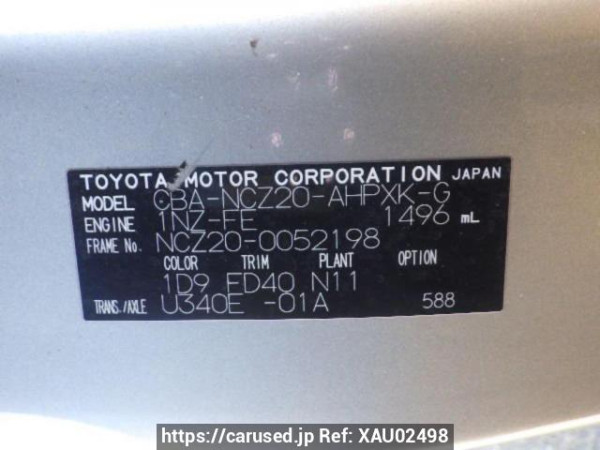 TOYOTA MOTOR CORPORATION JAPAN
MODEL CBA-NCZ20-AHPXK-G
ENGINE 1NZ-FE 1496 mL
FRAME No. NCZ20-0052198
COLOR TRIM PLANT OPTION
1D9 FD40 N11
TRANS./AXLE U340E -01A 588
https://carused.jp Ref: XAU02498